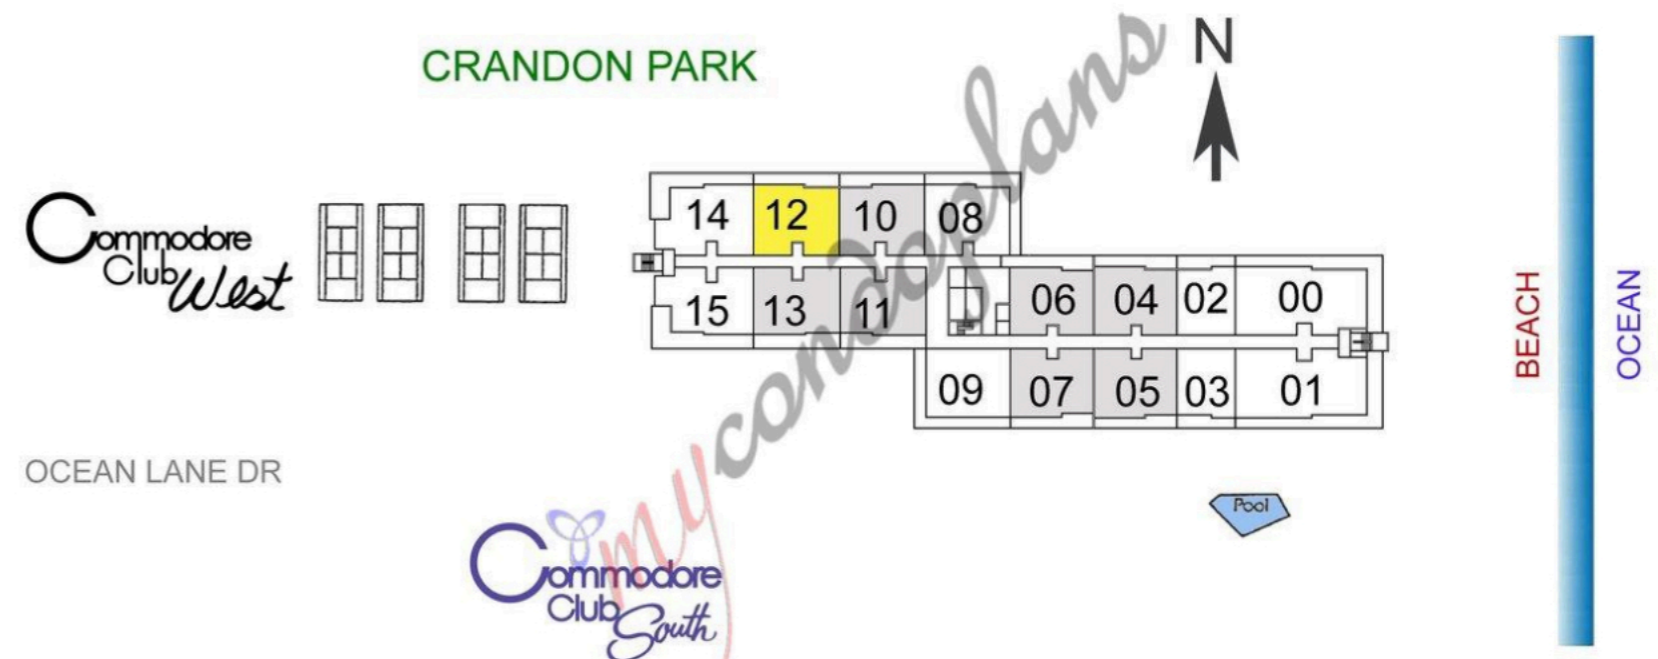 CRANDON PARK
N
Commodore
Club West
14 12 10 08
15 13 11
06 04 02 00
09 07 05 03 01
BEACH
OCEAN
OCEAN LANE DR
Pool
Commodore
Club South
mycondoplans